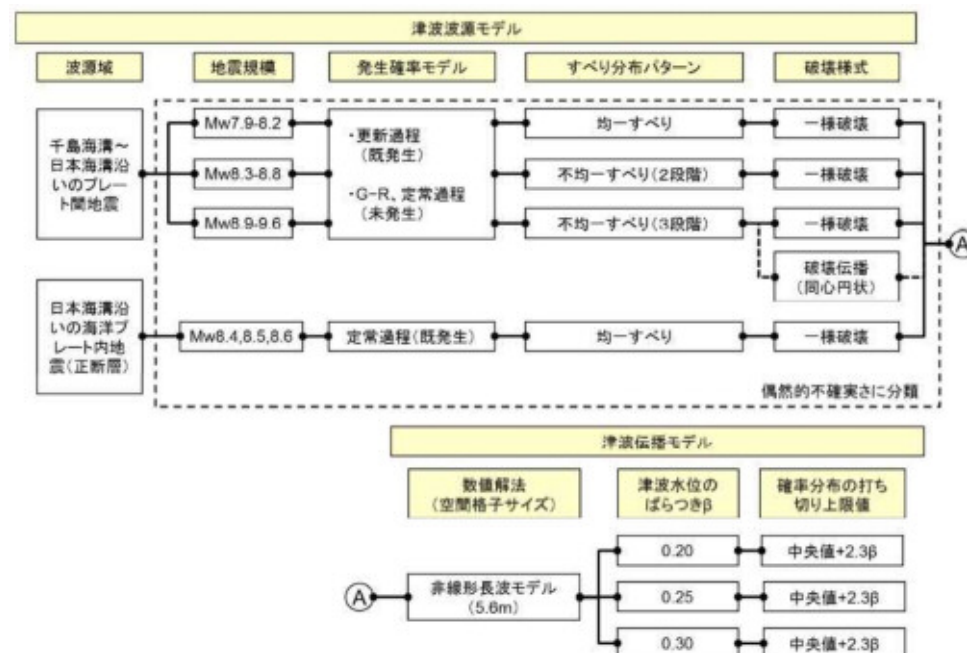 津波波源モデル
波源域
地震規模
発生確率モデル
すべり分布パターン
破壊様式
千島海溝～
日本海溝沿
いのプレー
ト間地震
Mw7.9-8.2
Mw8.3-8.8
Mw8.9-9.6
・更新過程
(既発生)
・G-R、定常過程
(未発生)
均一すべり
一様破壊
不均一すべり(2段階)
一様破壊
不均一すべり(3段階)
一様破壊
破壊伝播
(同心円状)
A
日本海溝沿
いの海洋プ
レート内地
震(正断層)
Mw8.4,8.5,8.6
定常過程(既発生)
均一すべり
一様破壊
偶然的不確実さに分類
津波伝播モデル
数値解法
(空間格子サイズ)
津波水位の
ばらつきβ
確率分布の打ち
切り上限値
A
非線形長波モデル
(5.6m)
0.20
中央値+2.3β
0.25
中央値+2.3β
0.30
中央値+2.3β